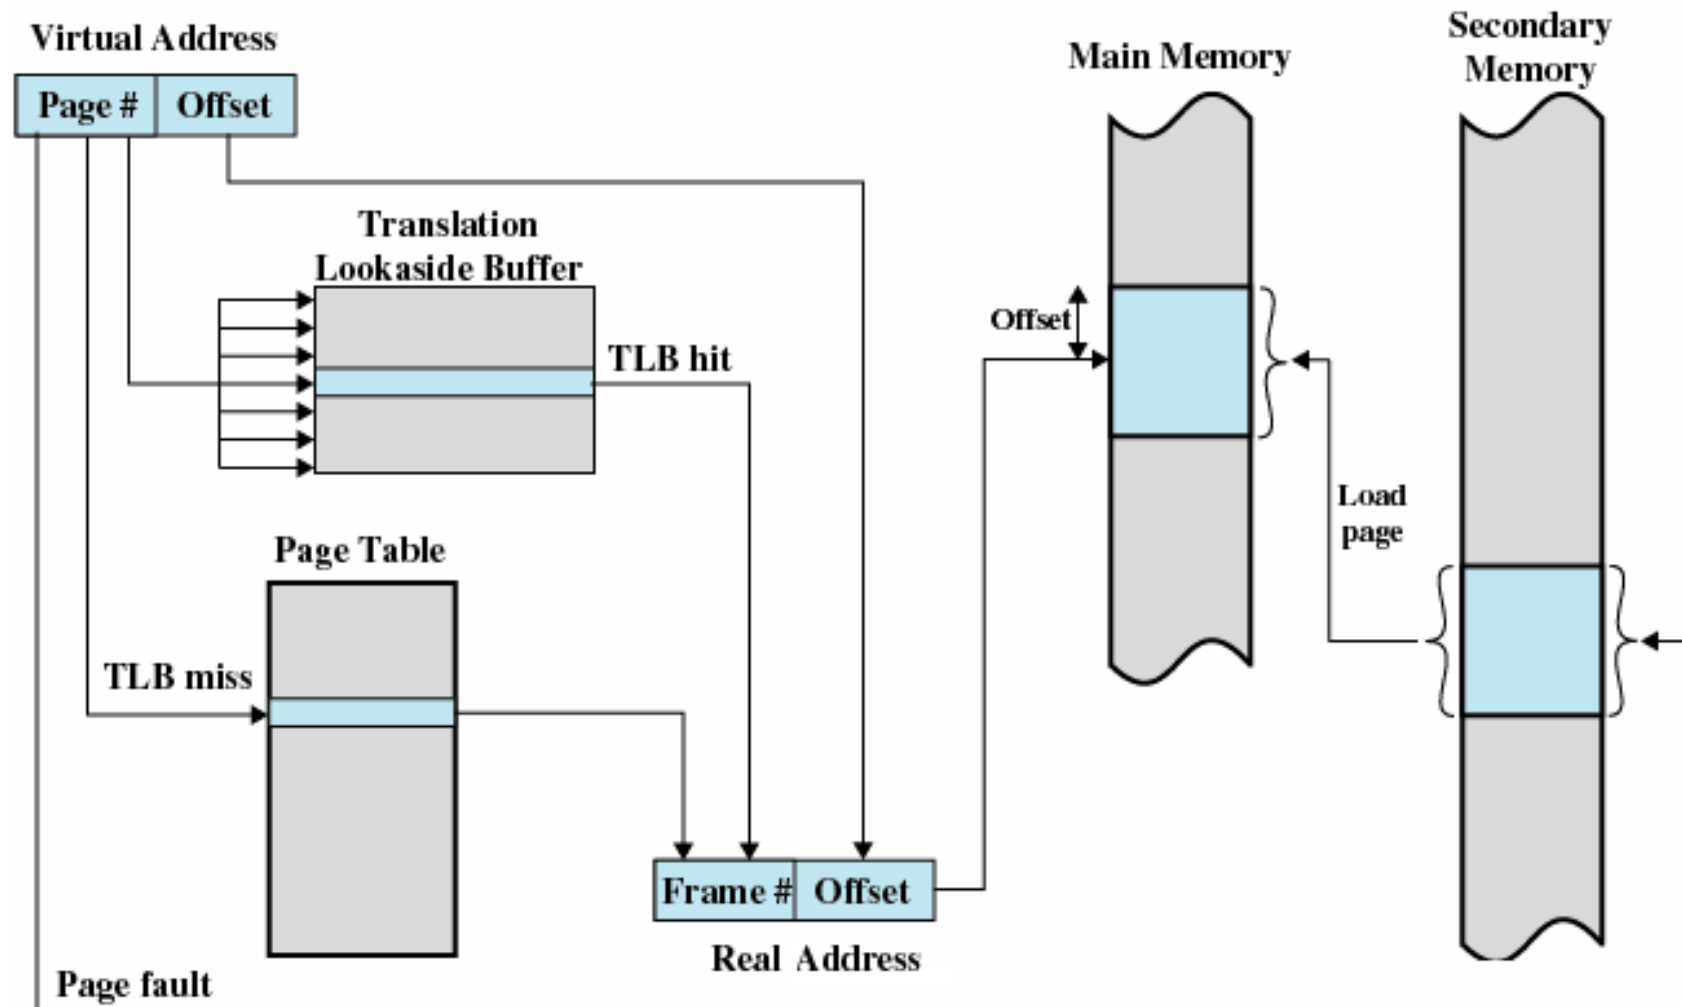 Virtual Address
Page #
Offset
Translation
Lookaside Buffer
TLB hit
Page Table
TLB miss
Frame #
Offset
Real Address
Page fault
Main Memory
Offset
Load
page
Secondary
Memory